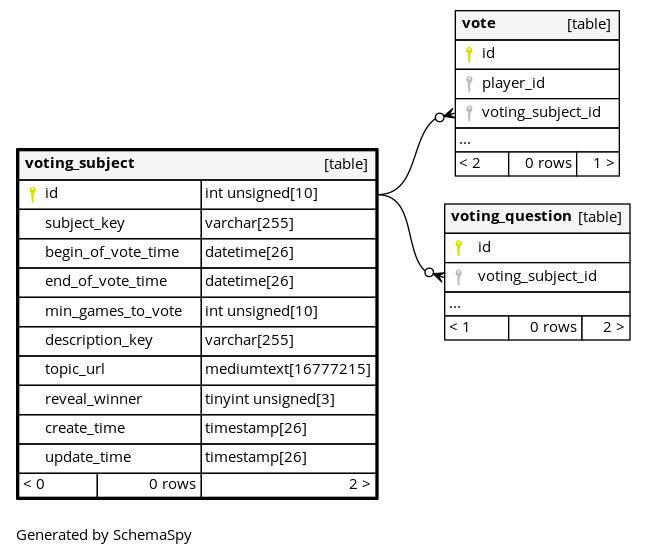 vote [table]
id
player_id
voting_subject_id
...
< 2 0 rows 1 >
voting_subject [table]
id int unsigned[10]
subject_key varchar[255]
begin_of_vote_time datetime[26]
end_of_vote_time datetime[26]
min_games_to_vote int unsigned[10]
description_key varchar[255]
topic_url mediumtext[16777215]
reveal_winner tinyint unsigned[3]
create_time timestamp[26]
update_time timestamp[26]
< 0 0 rows 2 >
voting_question [table]
id
voting_subject_id
...
< 1 0 rows 2 >
Generated by SchemaSpy